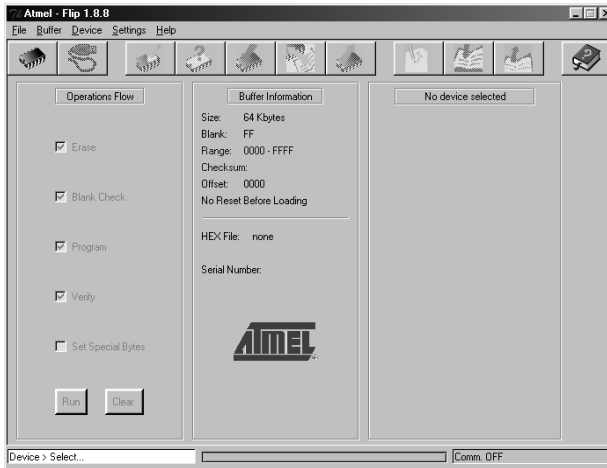 Atmel - Flip 1.8.8
File Buffer Device Settings Help
Operations Flow
Erase
Blank Check
Program
Verify
Set Special Bytes
Run Clear
Buffer Information
Size: 64 Kbytes
Blank: FF
Range: 0000 - FFFF
Checksum:
Offset: 0000
No Reset Before Loading
HEX File: none
Serial Number:
ATMEL
No device selected
Device > Select...
Comm. OFF